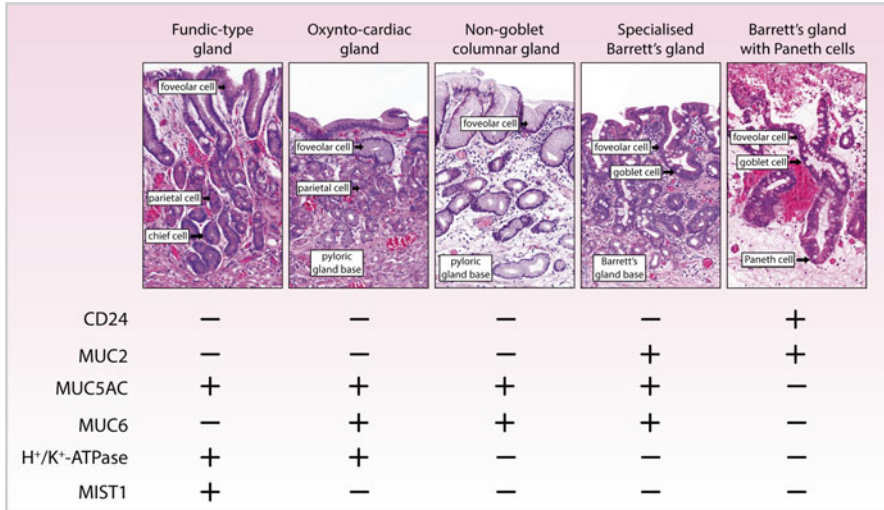 Fundic-type
gland
Oxynto-cardiac
gland
Non-goblet
columnar gland
Specialised
Barrett's gland
Barrett's gland
with Paneth cells
foveolar cell
parietal cell
chief cell
foveolar cell
parietal cell
pyloric
gland base
foveolar cell
pyloric
gland base
foveolar cell
goblet cell
Barrett's
gland base
foveolar cell
goblet cell
Paneth cell
CD24 – – – – +
MUC2 – – – + +
MUC5AC + + + + –
MUC6 – + + + –
H⁺/K⁺-ATPase + + – – –
MIST1 + – – – –